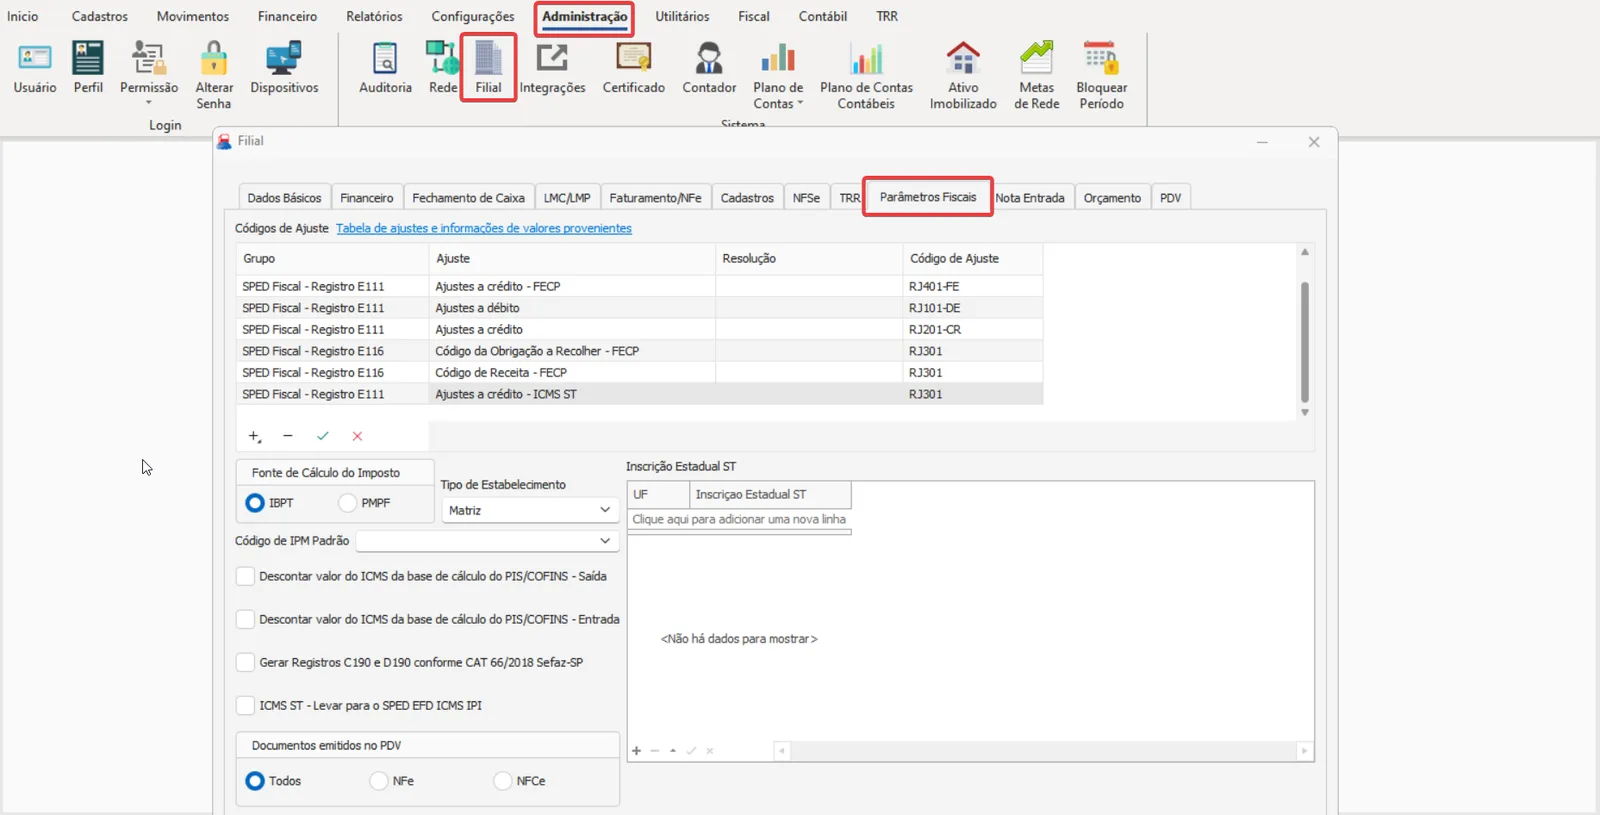 Inicio Cadastros Movimentos Financeiro Relatórios Configurações Administração Utilitários Fiscal Contábil TRR
Usuário Perfil Permissão Alterar Senha Dispositivos Auditoria Rede Filial Integrações Certificado Contador Plano de Contas Plano de Contas Contábeis Ativo Imobilizado Metas de Rede Bloquear Período
Login Sistema
Filial
Dados Básicos Financeiro Fechamento de Caixa LMC/LMP Faturamento/NFe Cadastros NFSe TRR Parâmetros Fiscais Nota Entrada Orçamento PDV
Códigos de Ajuste Tabela de ajustes e informações de valores provenientes
Grupo Ajuste Resolução Código de Ajuste
SPED Fiscal - Registro E111 Ajustes a crédito - FECP RJ401-FE
SPED Fiscal - Registro E111 Ajustes a débito RJ101-DE
SPED Fiscal - Registro E111 Ajustes a crédito RJ201-CR
SPED Fiscal - Registro E116 Código da Obrigação a Recolher - FECP RJ301
SPED Fiscal - Registro E116 Código de Receita - FECP RJ301
SPED Fiscal - Registro E111 Ajustes a crédito - ICMS ST RJ301
Fonte de Cálculo do Imposto
IBPT PMPF
Tipo de Estabelecimento
Matriz
Código de IPM Padrão
Descontar valor do ICMS da base de cálculo do PIS/COFINS - Saída
Descontar valor do ICMS da base de cálculo do PIS/COFINS - Entrada
Gerar Registros C190 e D190 conforme CAT 66/2018 Sefaz-SP
ICMS ST - Levar para o SPED EFD ICMS IPI
Documentos emitidos no PDV
Todos NFe NFCe
Inscrição Estadual ST
UF Inscriçao Estadual ST
Clique aqui para adicionar uma nova linha
<Não há dados para mostrar>